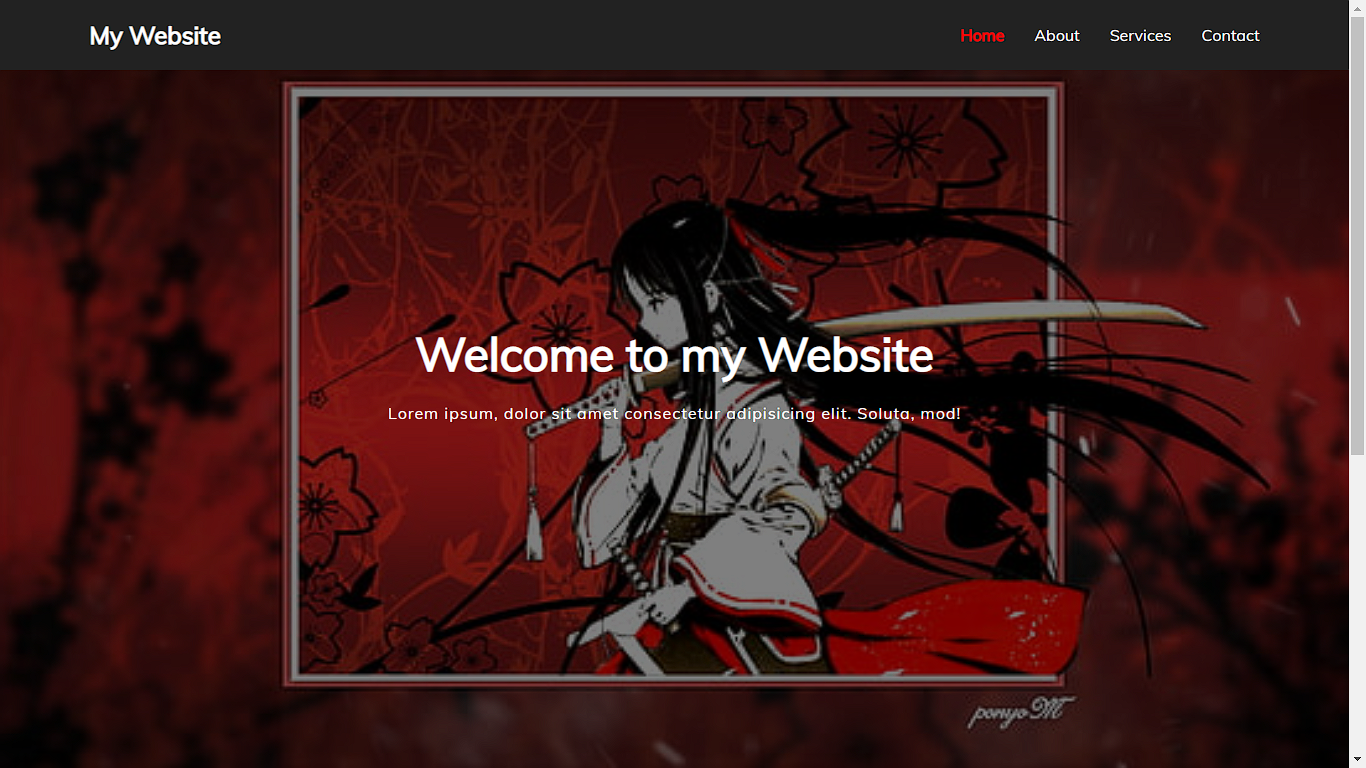 My Website
Home About Services Contact
Welcome to my Website
Lorem ipsum, dolor sit amet consectetur adipisicing elit. Soluta, mod!
ponyoM